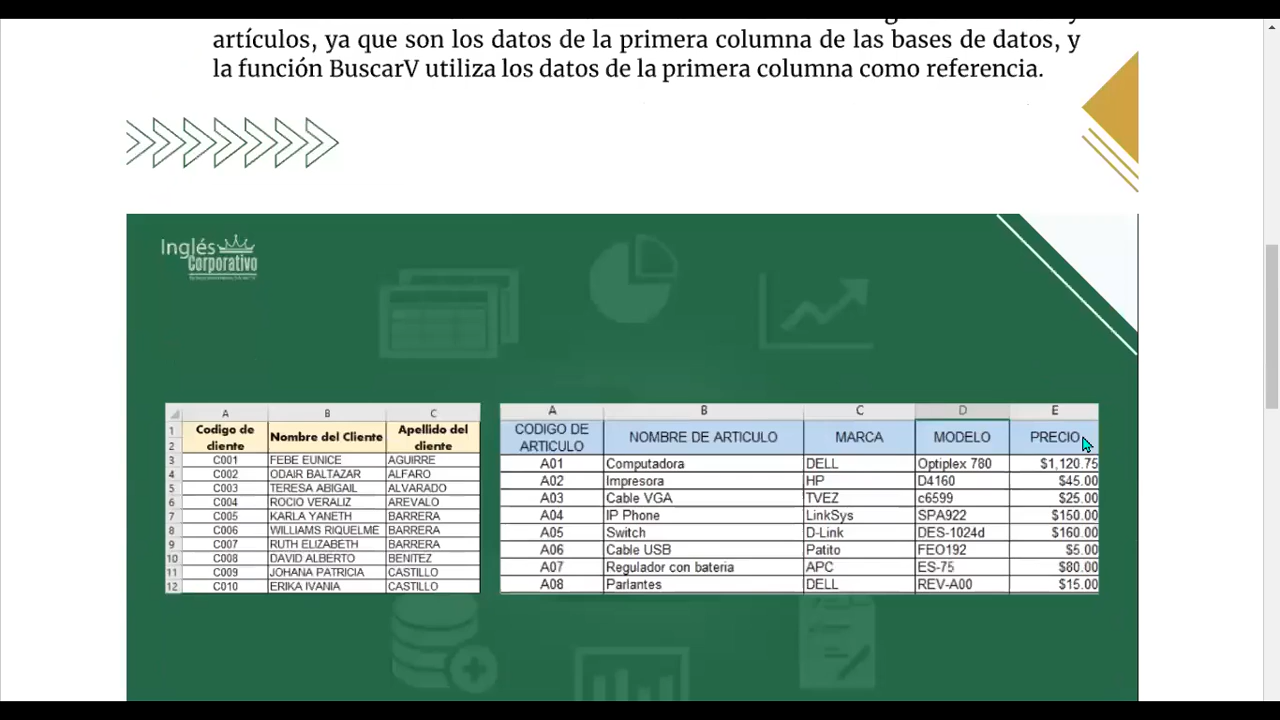 artículos, ya que son los datos de la primera columna de las bases de datos, y
la función BuscarV utiliza los datos de la primera columna como referencia.
Inglés
Corporativo
A B C
1 Codigo de Nombre del Cliente Apellido del
2 cliente cliente
3 C001 FEBE EUNICE AGUIRRE
4 C002 ODAIR BALTAZAR ALFARO
5 C003 TERESA ABIGAIL ALVARADO
6 C004 ROCIO VERALIZ AREVALO
7 C005 KARLA YANETH BARRERA
8 C006 WILLIAMS RIQUELME BARRERA
9 C007 RUTH ELIZABETH BARRERA
10 C008 DAVID ALBERTO BENITEZ
11 C009 JOHANA PATRICIA CASTILLO
12 C010 ERIKA IVANIA CASTILLO
A B C D E
CODIGO DE
ARTICULO NOMBRE DE ARTICULO MARCA MODELO PRECIO
A01 Computadora DELL Optiplex 780 $1,120.75
A02 Impresora HP D4160 $45.00
A03 Cable VGA TVEZ c6599 $25.00
A04 IP Phone LinkSys SPA922 $150.00
A05 Switch D-Link DES-1024d $160.00
A06 Cable USB Patito FEO192 $5.00
A07 Regulador con bateria APC ES-75 $80.00
A08 Parlantes DELL REV-A00 $15.00